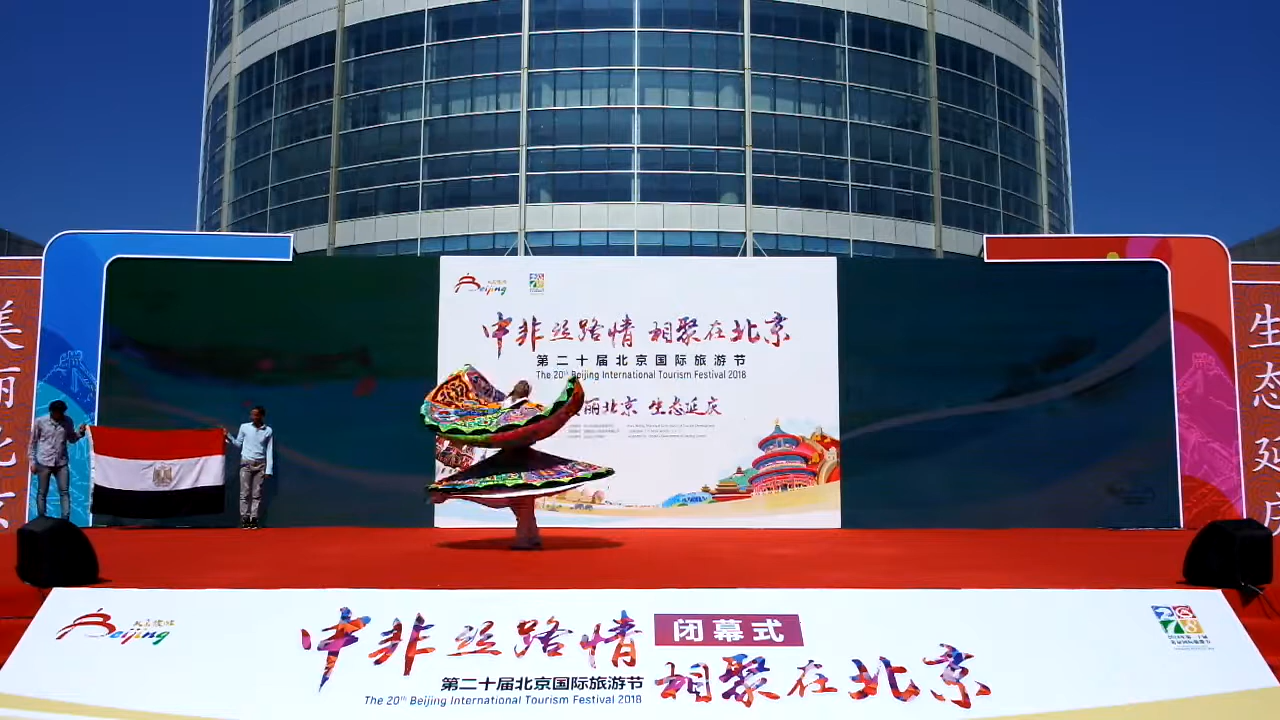 美丽北京
Beijing
中非丝路情 相聚在北京
第二十届北京国际旅游节
The 20th Beijing International Tourism Festival 2018
丽北京 生态延庆
生态延庆
Beijing
中非丝路情 闭幕式
相聚在北京
第二十届北京国际旅游节
The 20th Beijing International Tourism Festival 2018